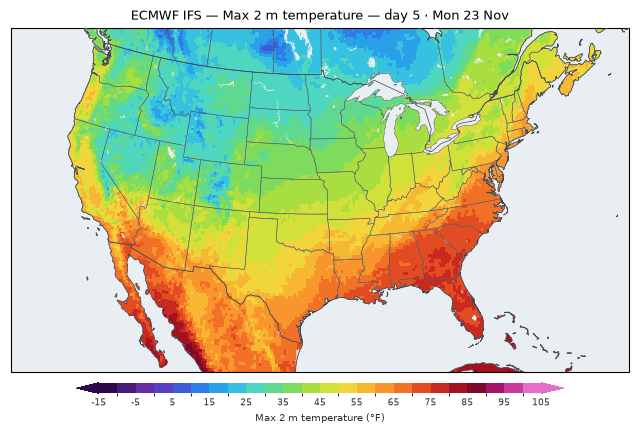 ECMWF IFS — Max 2 m temperature — day 5 · Mon 23 Nov
-15 -5 5 15 25 35 45 55 65 75 85 95 105
Max 2 m temperature (°F)